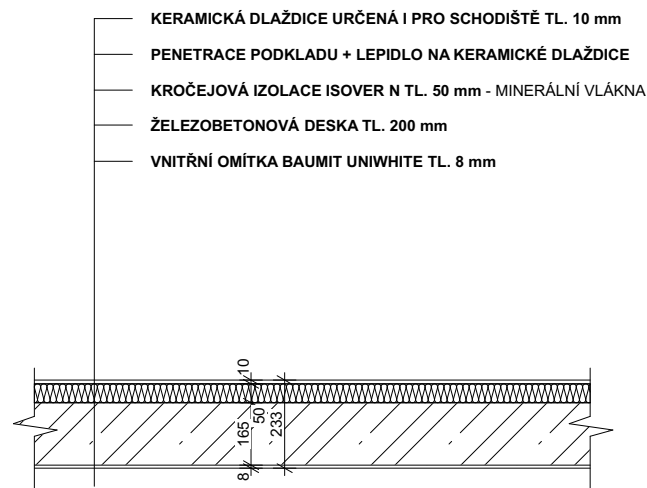 KERAMICKÁ DLAŽDICE URČENÁ I PRO SCHODIŠTĚ TL. 10 mm
PENETRACE PODKLADU + LEPIDLO NA KERAMICKÉ DLAŽDICE
KROČEJOVÁ IZOLACE ISOVER N TL. 50 mm - MINERÁLNÍ VLÁKNA
ŽELEZOBETONOVÁ DESKA TL. 200 mm
VNITŘNÍ OMÍTKA BAUMIT UNIWHITE TL. 8 mm
10
50
165
233
8